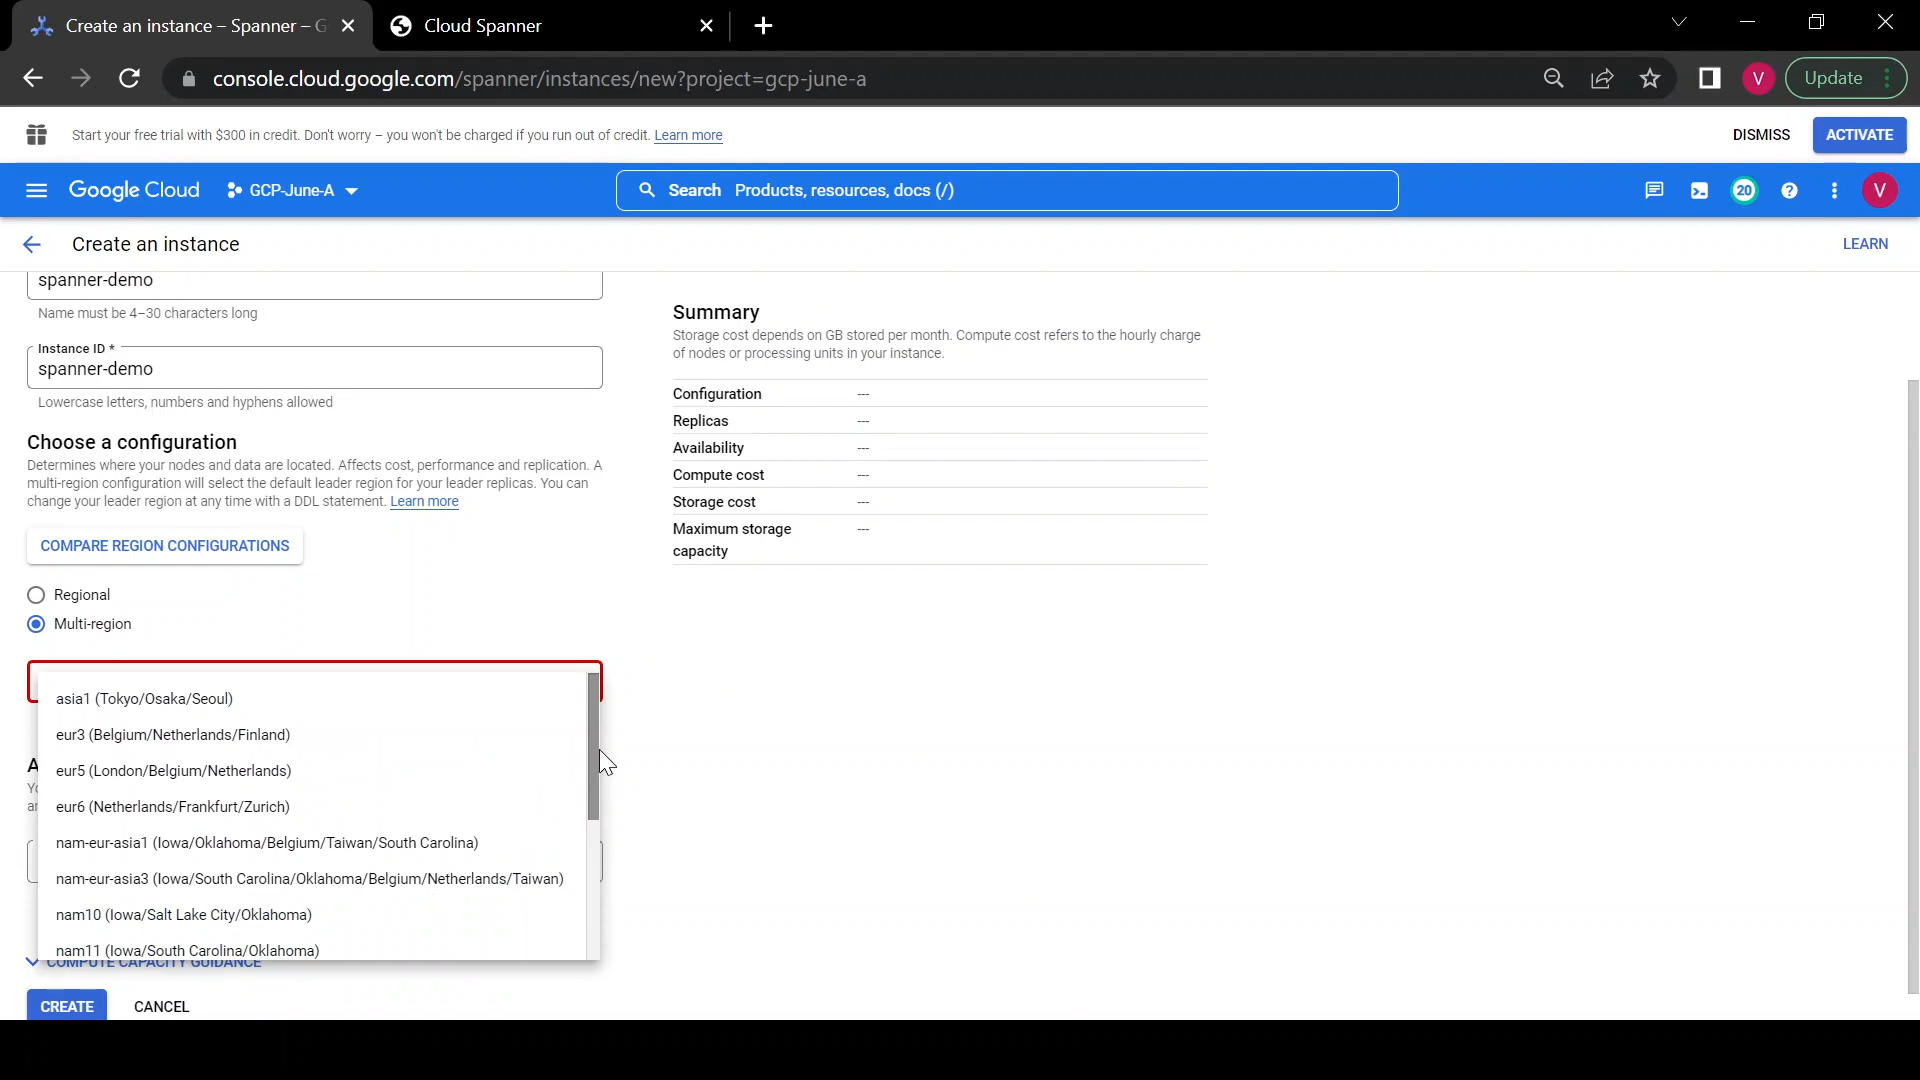 Create an instance – Spanner – G
Cloud Spanner
console.cloud.google.com/spanner/instances/new?project=gcp-june-a
V
Update
Start your free trial with $300 in credit. Don't worry – you won't be charged if you run out of credit. Learn more
DISMISS
ACTIVATE
Google Cloud
GCP-June-A
Search Products, resources, docs (/)
20
V
Create an instance
LEARN
spanner-demo
Name must be 4–30 characters long
Instance ID *
spanner-demo
Lowercase letters, numbers and hyphens allowed
Choose a configuration
Determines where your nodes and data are located. Affects cost, performance and replication. A
multi-region configuration will select the default leader region for your leader replicas. You can
change your leader region at any time with a DDL statement. Learn more
COMPARE REGION CONFIGURATIONS
Regional
Multi-region
asia1 (Tokyo/Osaka/Seoul)
eur3 (Belgium/Netherlands/Finland)
eur5 (London/Belgium/Netherlands)
eur6 (Netherlands/Frankfurt/Zurich)
nam-eur-asia1 (Iowa/Oklahoma/Belgium/Taiwan/South Carolina)
nam-eur-asia3 (Iowa/South Carolina/Oklahoma/Belgium/Netherlands/Taiwan)
nam10 (Iowa/Salt Lake City/Oklahoma)
nam11 (Iowa/South Carolina/Oklahoma)
COMPUTE CAPACITY GUIDANCE
CREATE
CANCEL
Summary
Storage cost depends on GB stored per month. Compute cost refers to the hourly charge
of nodes or processing units in your instance.
Configuration ---
Replicas ---
Availability ---
Compute cost ---
Storage cost ---
Maximum storage ---
capacity